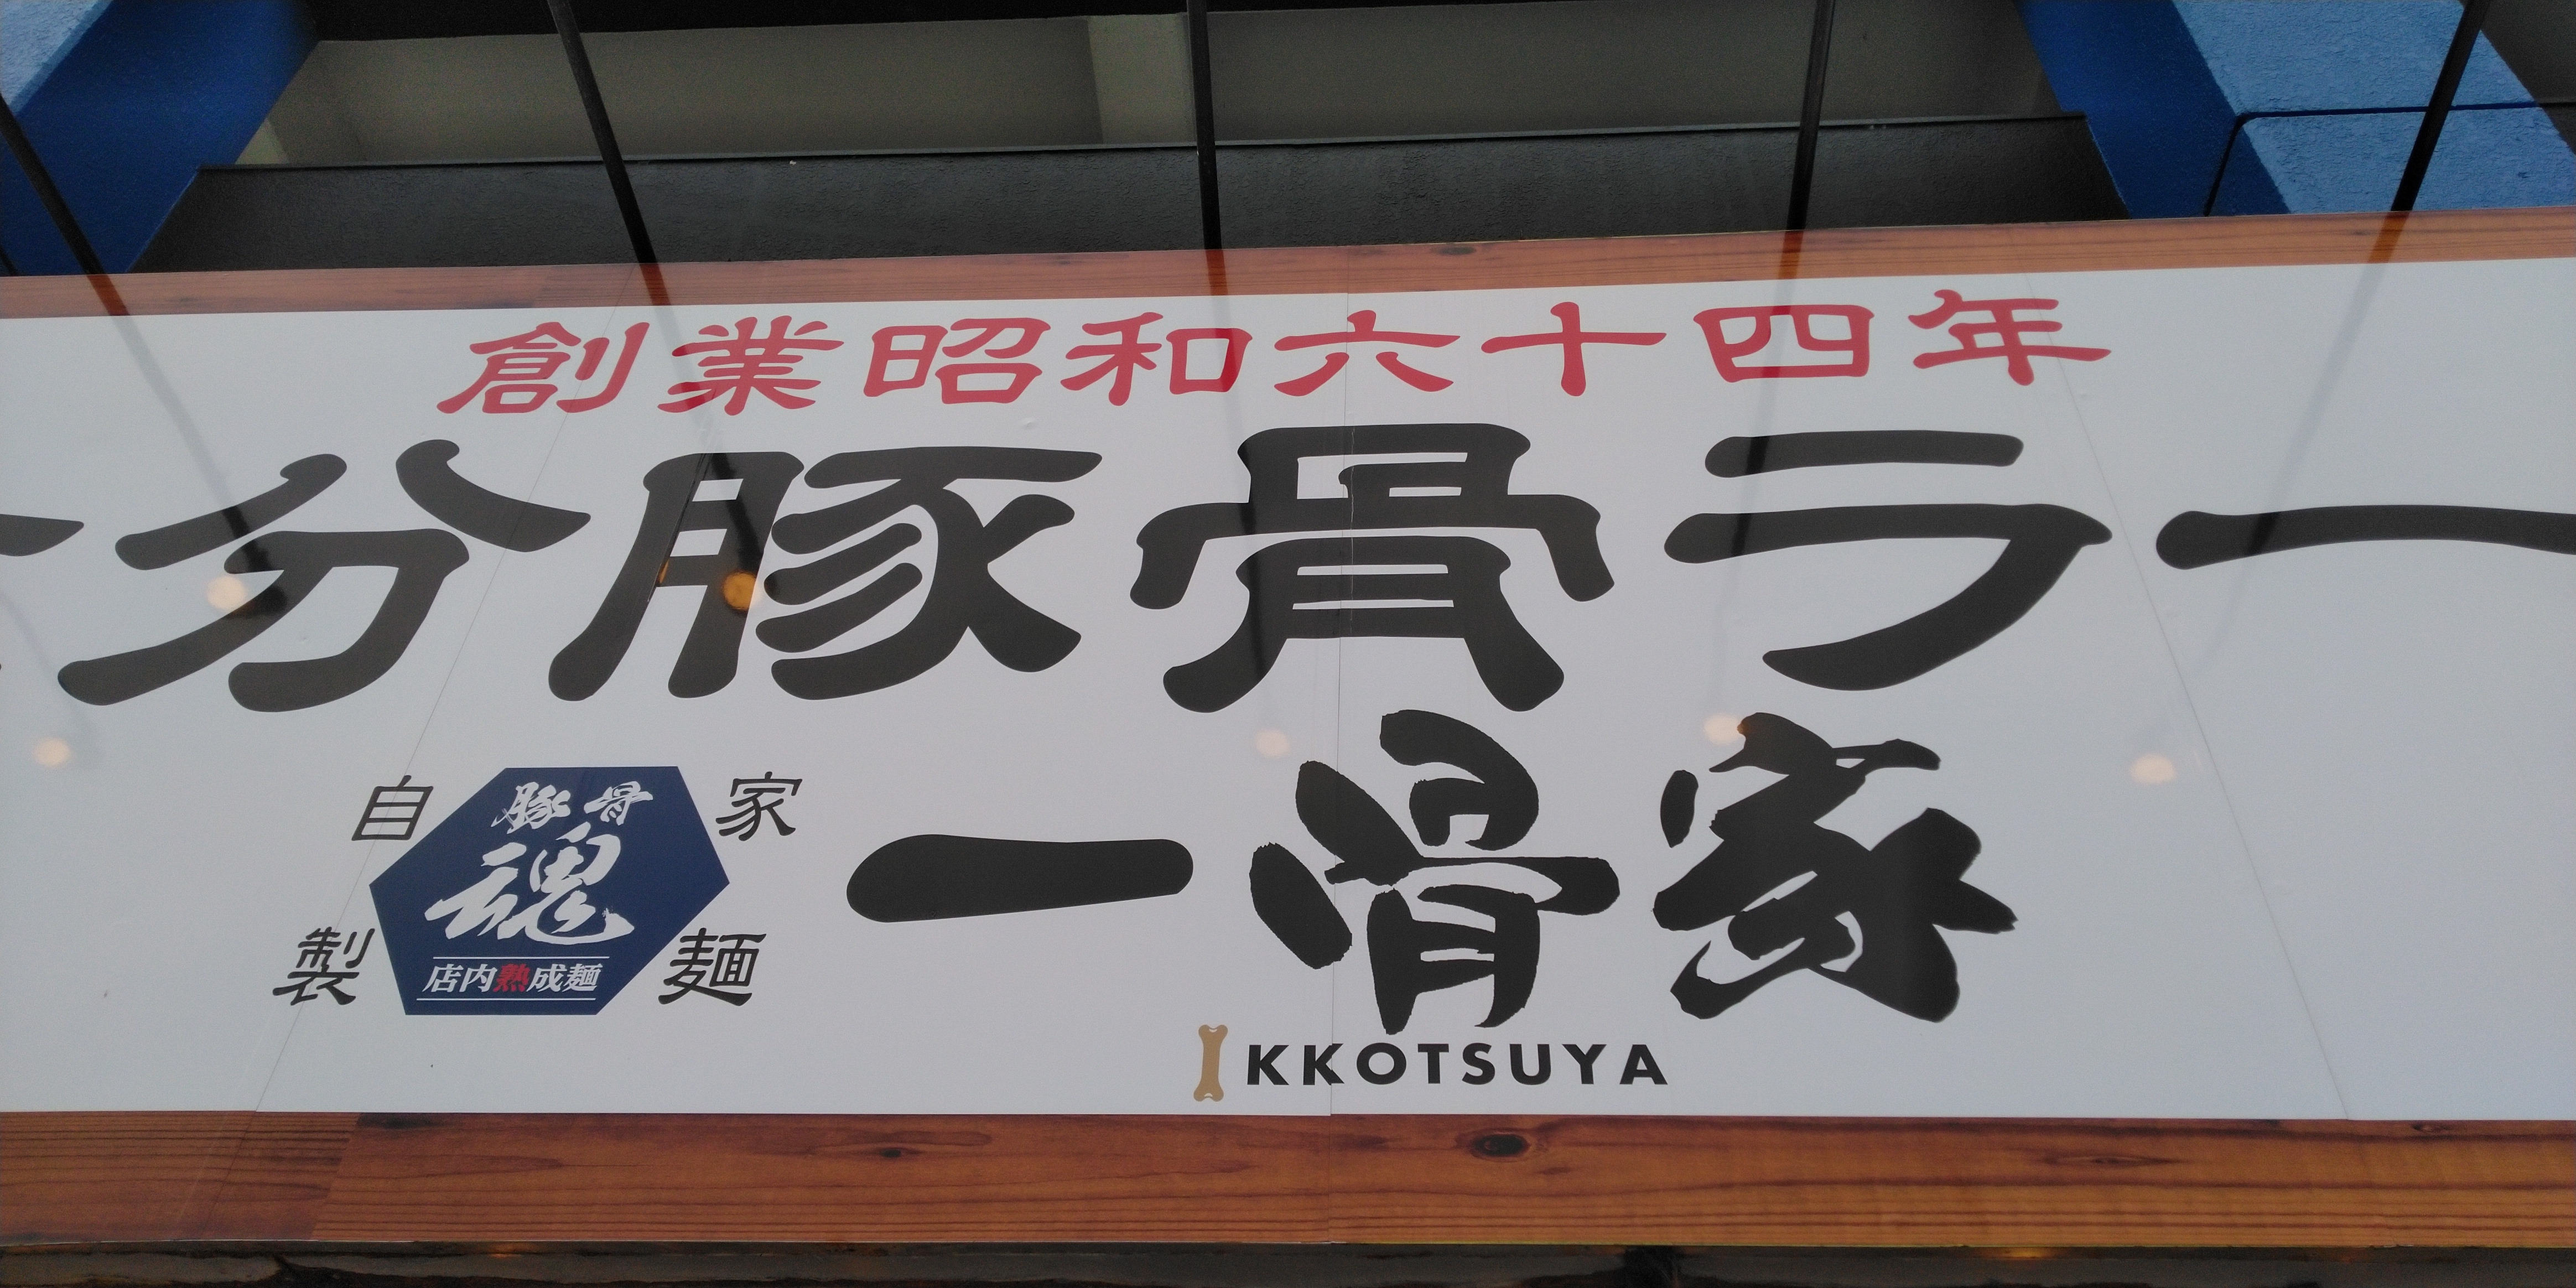 創業昭和六十四年
分豚骨ラー
自家製麺
豚骨
魂
店内熟成麺
一骨家
IKKOTSUYA